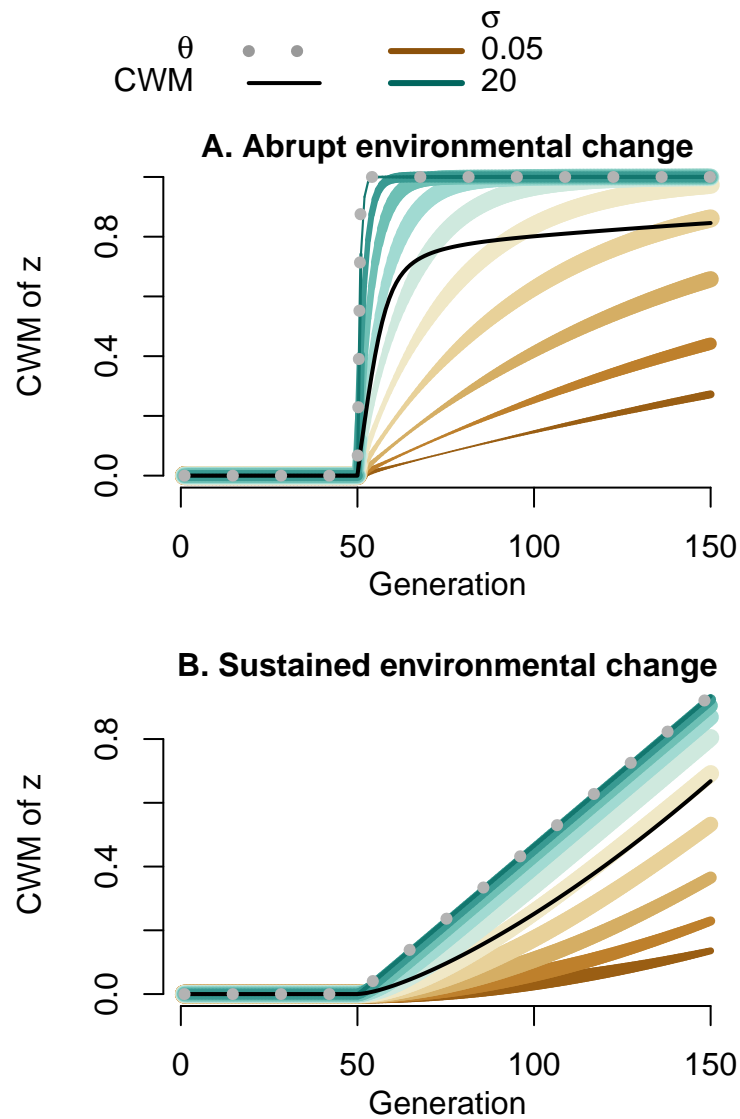 σ
θ 0.05
CWM 20
A. Abrupt environmental change
CWM of z
0.8
0.4
0.0
0 50 100 150
Generation
B. Sustained environmental change
CWM of z
0.8
0.4
0.0
0 50 100 150
Generation